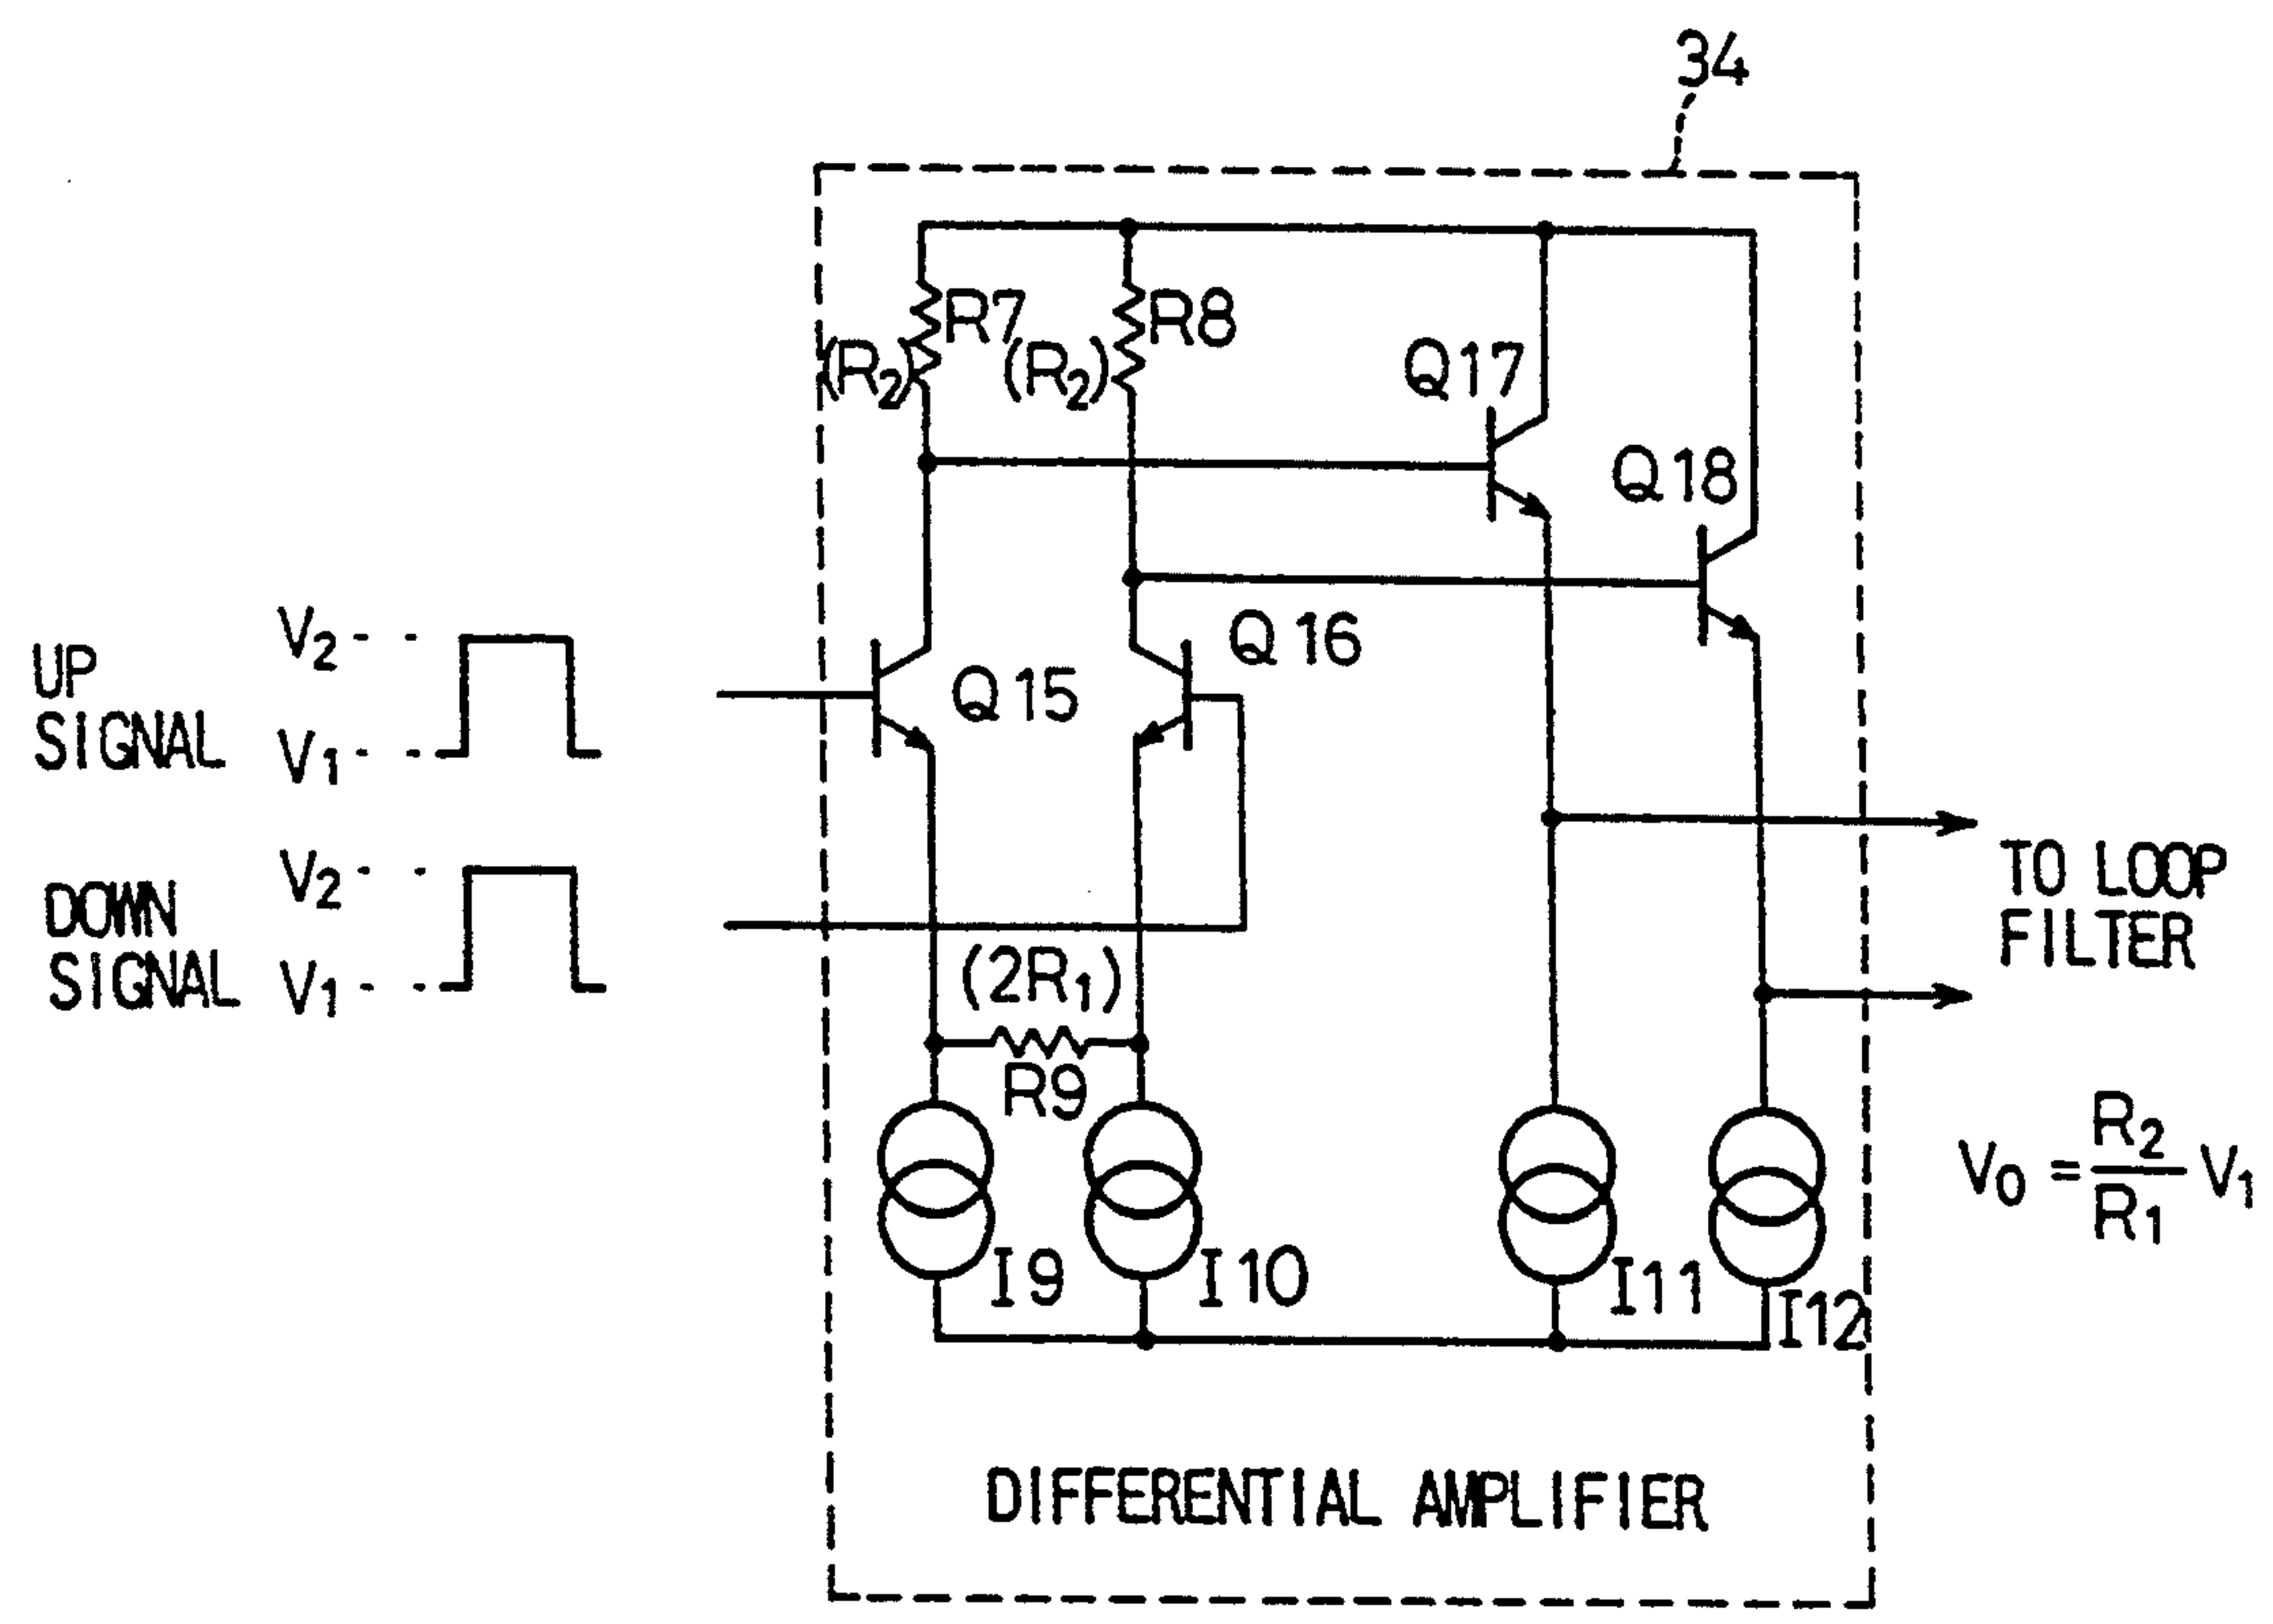 34
R7
(R2)
R8
(R2)
Q17
Q18
Q16
Q15
UP
SIGNAL
V2
V1
DOWN
SIGNAL
V2
V1
(2R1)
R9
TO LOOP
FILTER
V0 = R2/R1 V1
I9
I10
I11
I12
DIFFERENTIAL AMPLIFIER